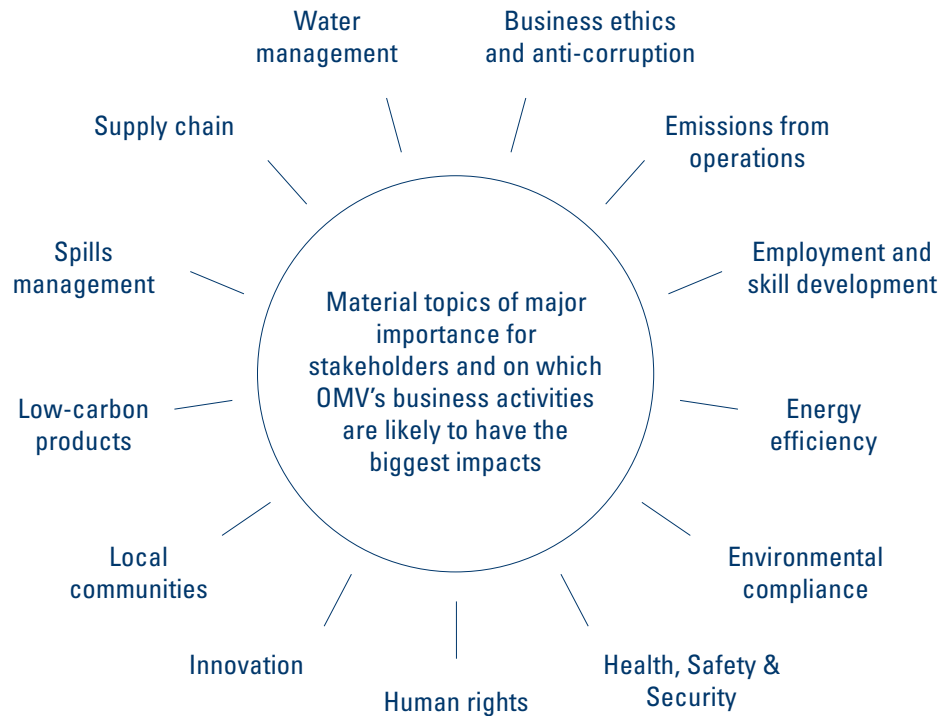 Water
management
Business ethics
and anti-corruption
Supply chain
Emissions from
operations
Spills
management
Employment and
skill development
Material topics of major
importance for
stakeholders and on which
OMV's business activities
are likely to have the
biggest impacts
Low-carbon
products
Energy
efficiency
Local
communities
Environmental
compliance
Innovation
Human rights
Health, Safety &
Security